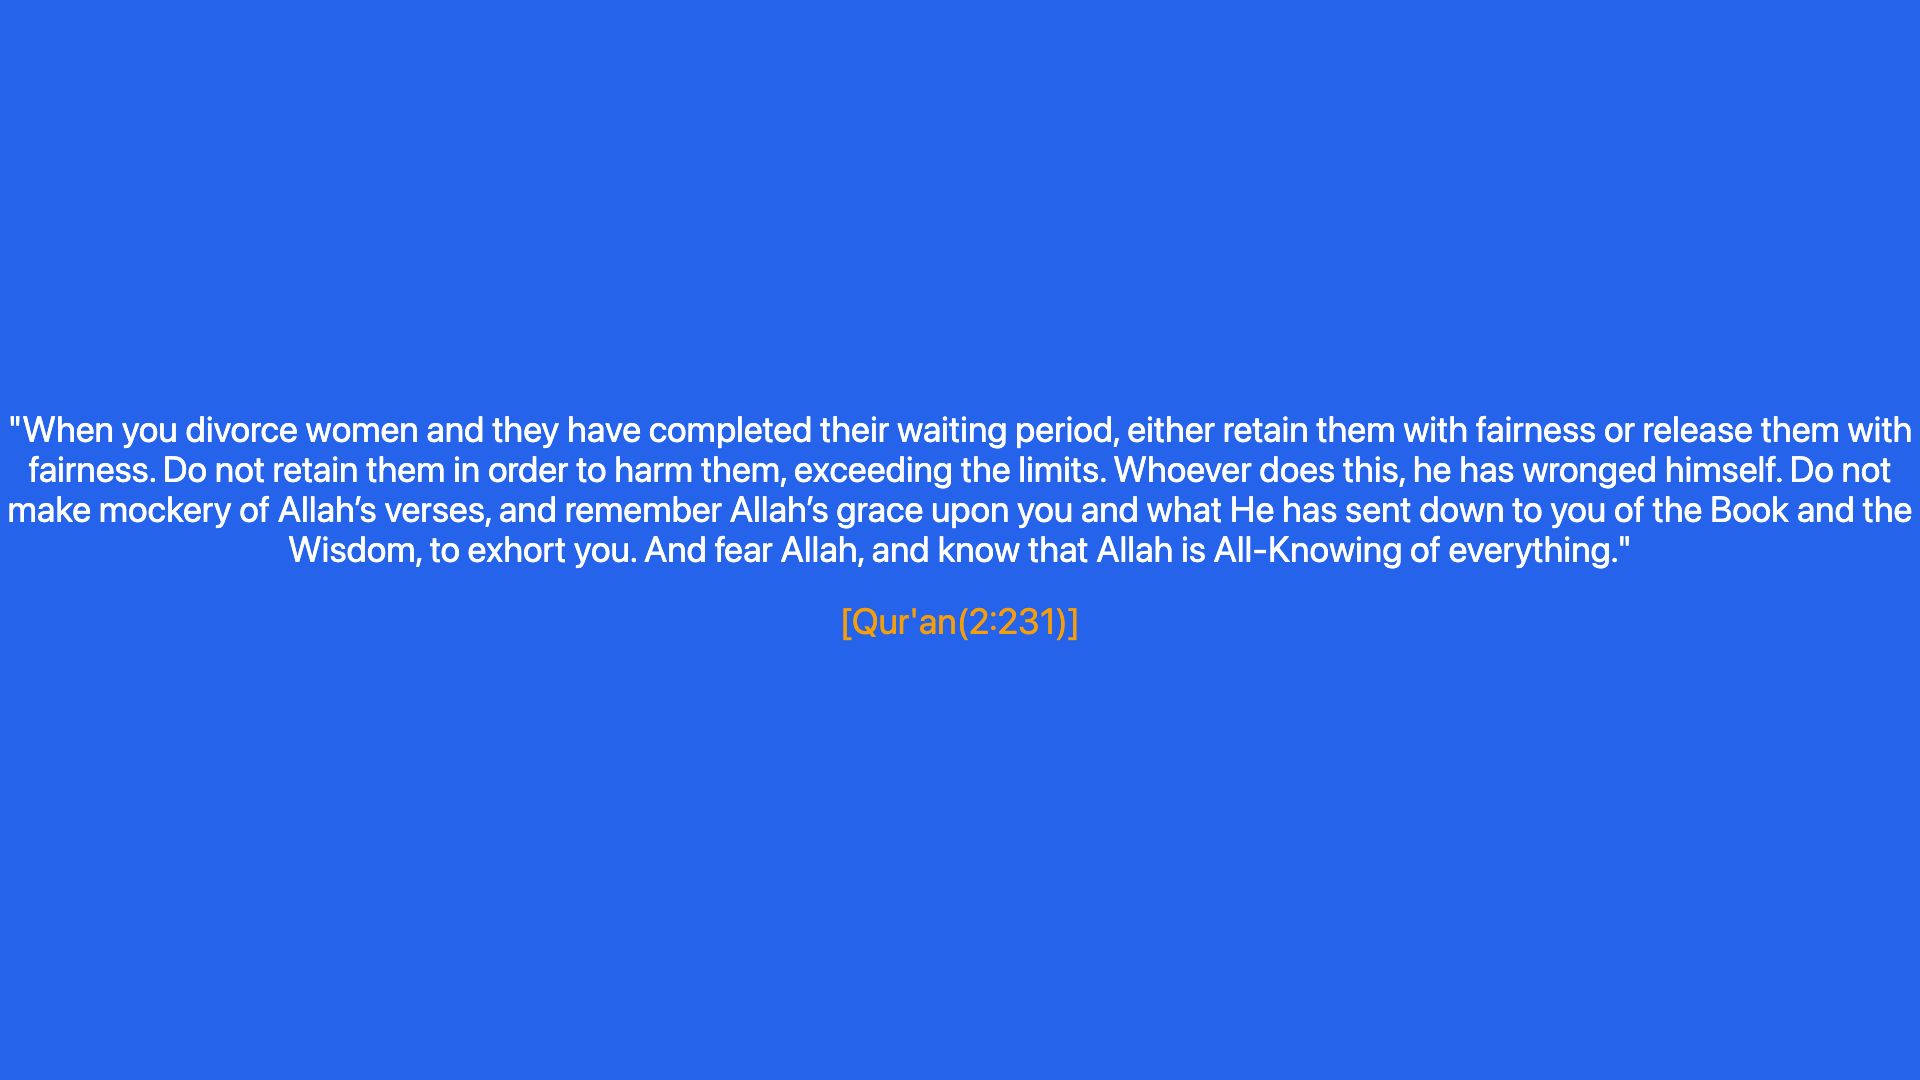 "When you divorce women and they have completed their waiting period, either retain them with fairness or release them with
fairness. Do not retain them in order to harm them, exceeding the limits. Whoever does this, he has wronged himself. Do not
make mockery of Allah’s verses, and remember Allah’s grace upon you and what He has sent down to you of the Book and the
Wisdom, to exhort you. And fear Allah, and know that Allah is All-Knowing of everything."
[Qur'an(2:231)]